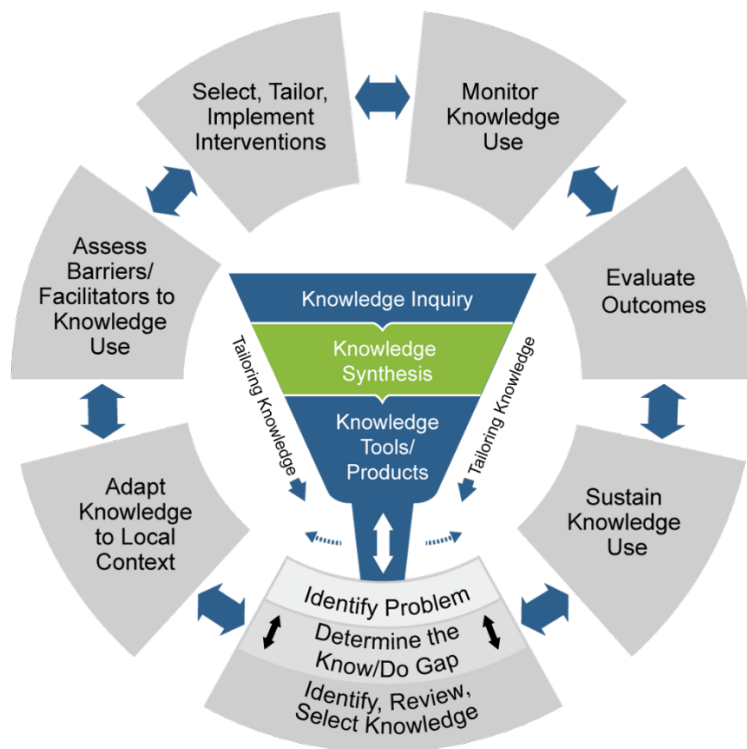 Select, Tailor,
Implement
Interventions
Monitor
Knowledge
Use
Assess
Barriers/
Facilitators to
Knowledge
Use
Evaluate
Outcomes
Knowledge Inquiry
Knowledge
Synthesis
Knowledge
Tools/
Products
Tailoring Knowledge
Tailoring Knowledge
Adapt
Knowledge
to Local
Context
Sustain
Knowledge
Use
Identify Problem
Determine the
Know/Do Gap
Identify, Review,
Select Knowledge